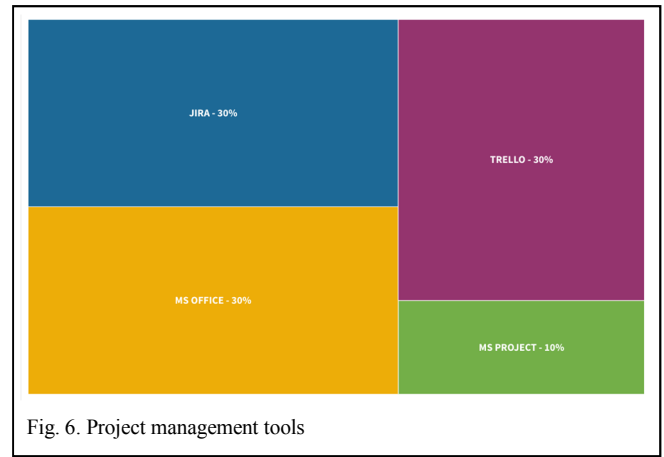 JIRA - 30%
TRELLO - 30%
MS OFFICE - 30%
MS PROJECT - 10%
Fig. 6. Project management tools